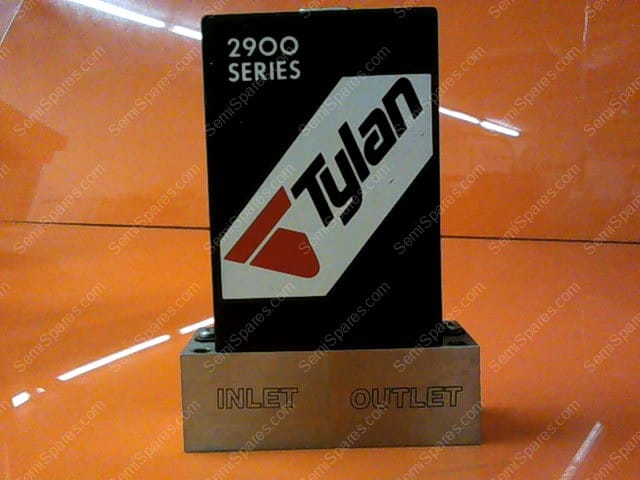 2900
SERIES
Tylan
INLET OUTLET
SemiSpares.com